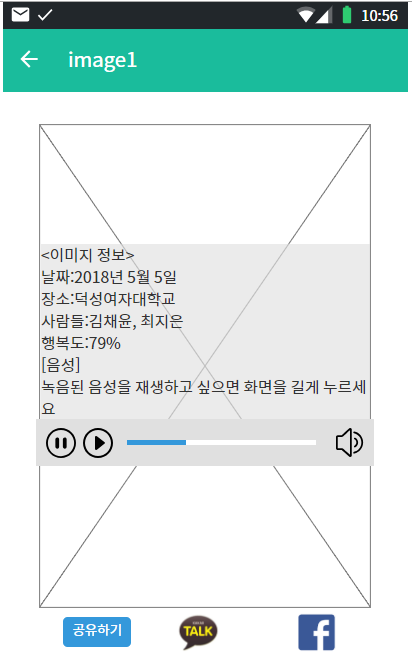 10:56
image1
<이미지 정보>
날짜:2018년 5월 5일
장소:덕성여자대학교
사람들:김채윤, 최지은
행복도:79%
[음성]
녹음된 음성을 재생하고 싶으면 화면을 길게 누르세
요
공유하기
TALK